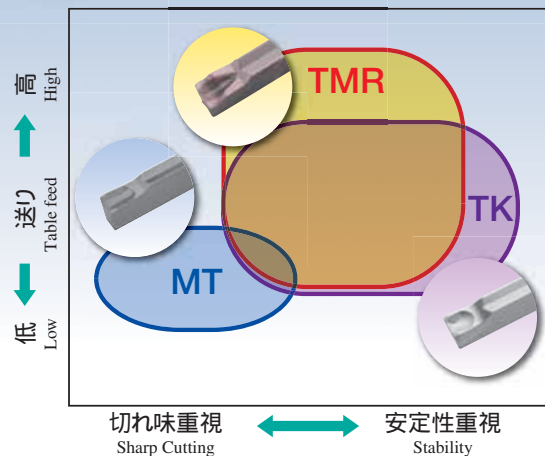 高
High
送り
Table feed
低
Low
TMR
TK
MT
切れ味重視
Sharp Cutting
安定性重視
Stability